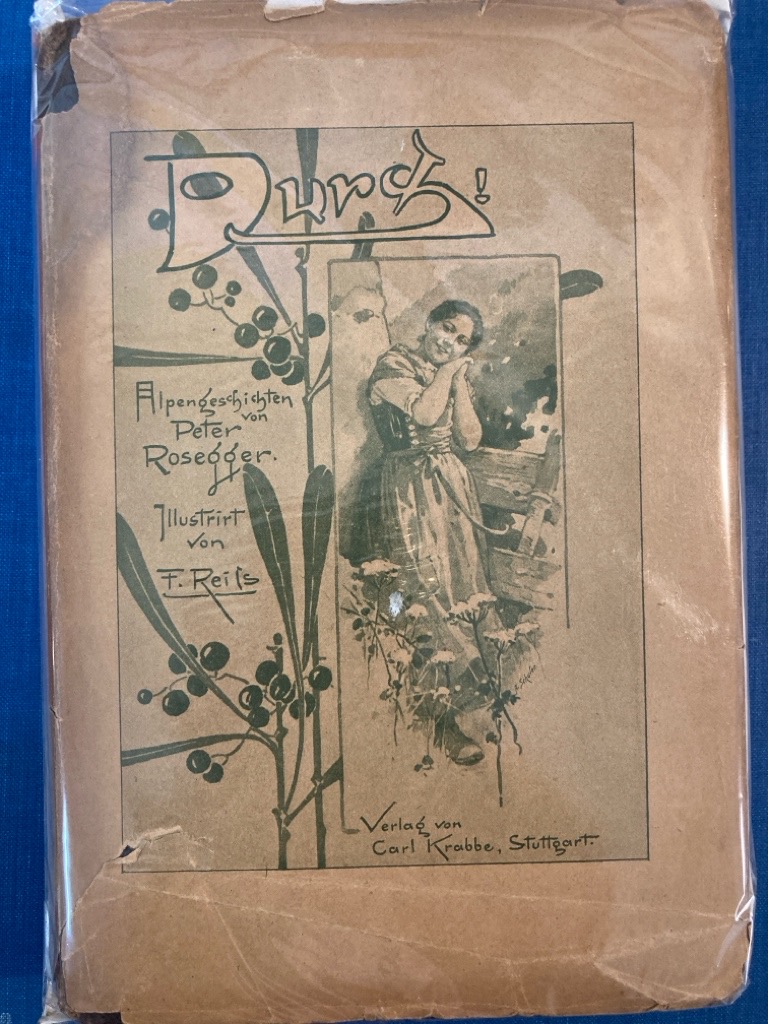 Durch!
Alpengeschichten
von
Peter
Rosegger.
Illustrirt
von
F. Reiſs
Verlag von
Carl Krabbe, Stuttgart.